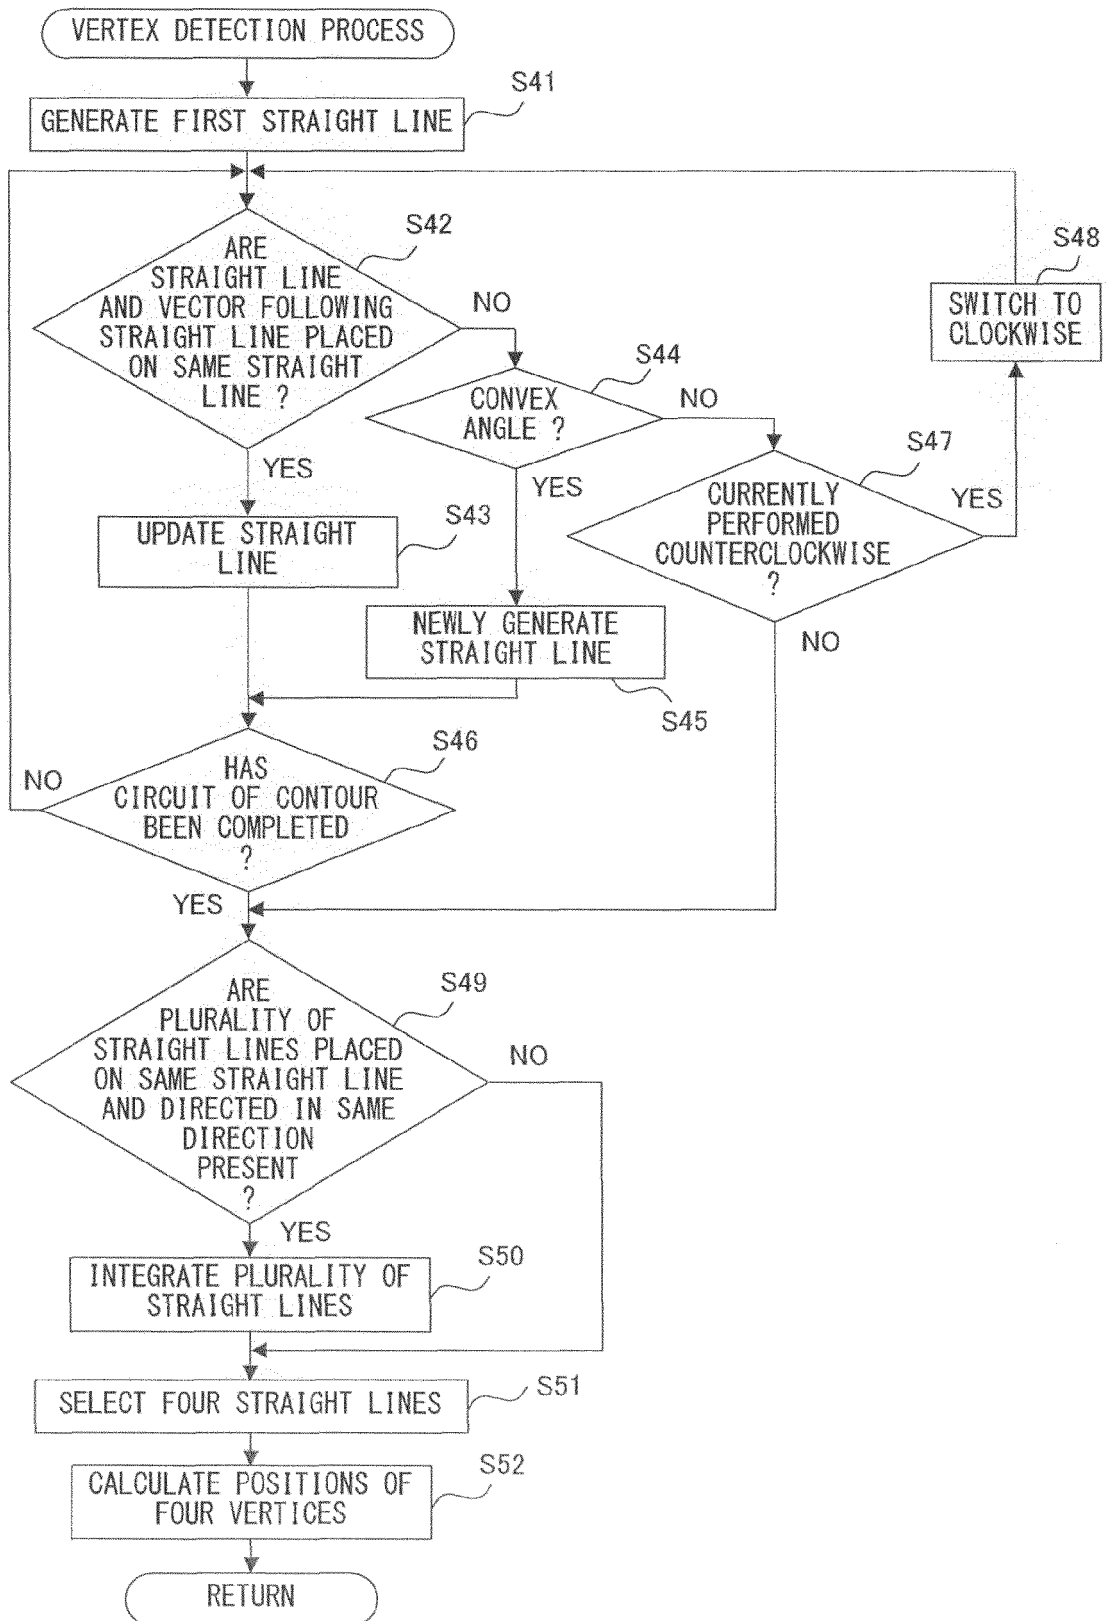 VERTEX DETECTION PROCESS
S41
GENERATE FIRST STRAIGHT LINE
S42
ARE
STRAIGHT LINE
AND VECTOR FOLLOWING
STRAIGHT LINE PLACED
ON SAME STRAIGHT
LINE ?
NO
YES
S48
SWITCH TO
CLOCKWISE
S44
CONVEX
ANGLE ?
NO
YES
S47
CURRENTLY
PERFORMED
COUNTERCLOCKWISE
?
YES
NO
S43
UPDATE STRAIGHT
LINE
NEWLY GENERATE
STRAIGHT LINE
S45
S46
HAS
CIRCUIT OF CONTOUR
BEEN COMPLETED
?
NO
YES
S49
ARE
PLURALITY OF
STRAIGHT LINES PLACED
ON SAME STRAIGHT LINE
AND DIRECTED IN SAME
DIRECTION
PRESENT
?
NO
YES
S50
INTEGRATE PLURALITY OF
STRAIGHT LINES
S51
SELECT FOUR STRAIGHT LINES
S52
CALCULATE POSITIONS OF
FOUR VERTICES
RETURN